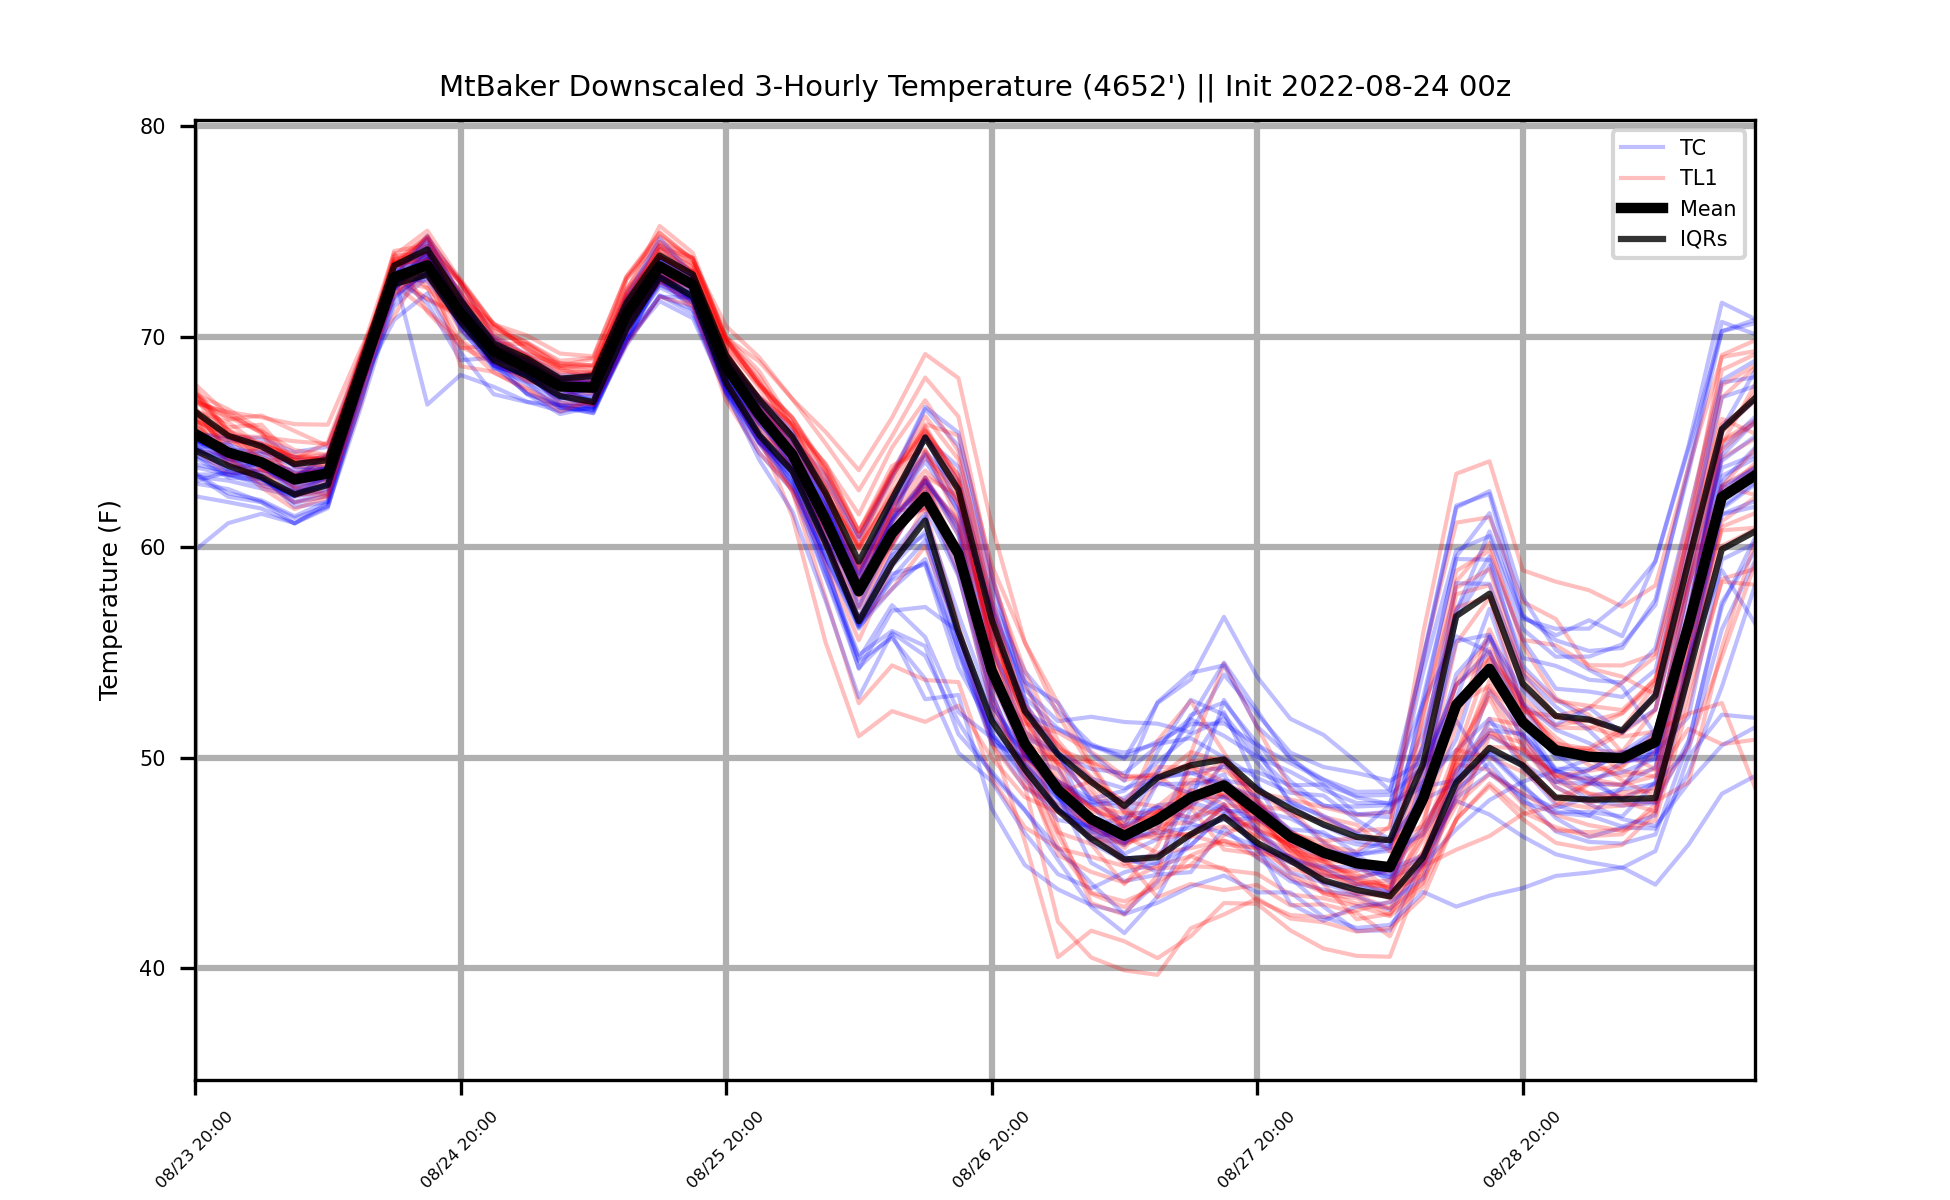 MtBaker Downscaled 3-Hourly Temperature (4652') || Init 2022-08-24 00z
TC
TL1
Mean
IQRs
Temperature (F)
80
70
60
50
40
08/23 20:00
08/24 20:00
08/25 20:00
08/26 20:00
08/27 20:00
08/28 20:00